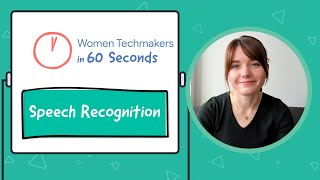 Women Techmakers
in 60 Seconds
Speech Recognition